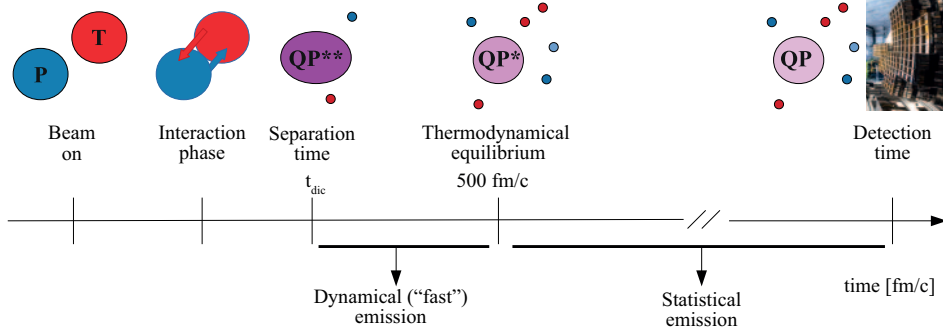 P
T
QP**
QP*
QP
Beam
on
Interaction
phase
Separation
time
t_dic
Thermodynamical
equilibrium
500 fm/c
Detection
time
Dynamical (“fast”)
emission
Statistical
emission
time [fm/c]